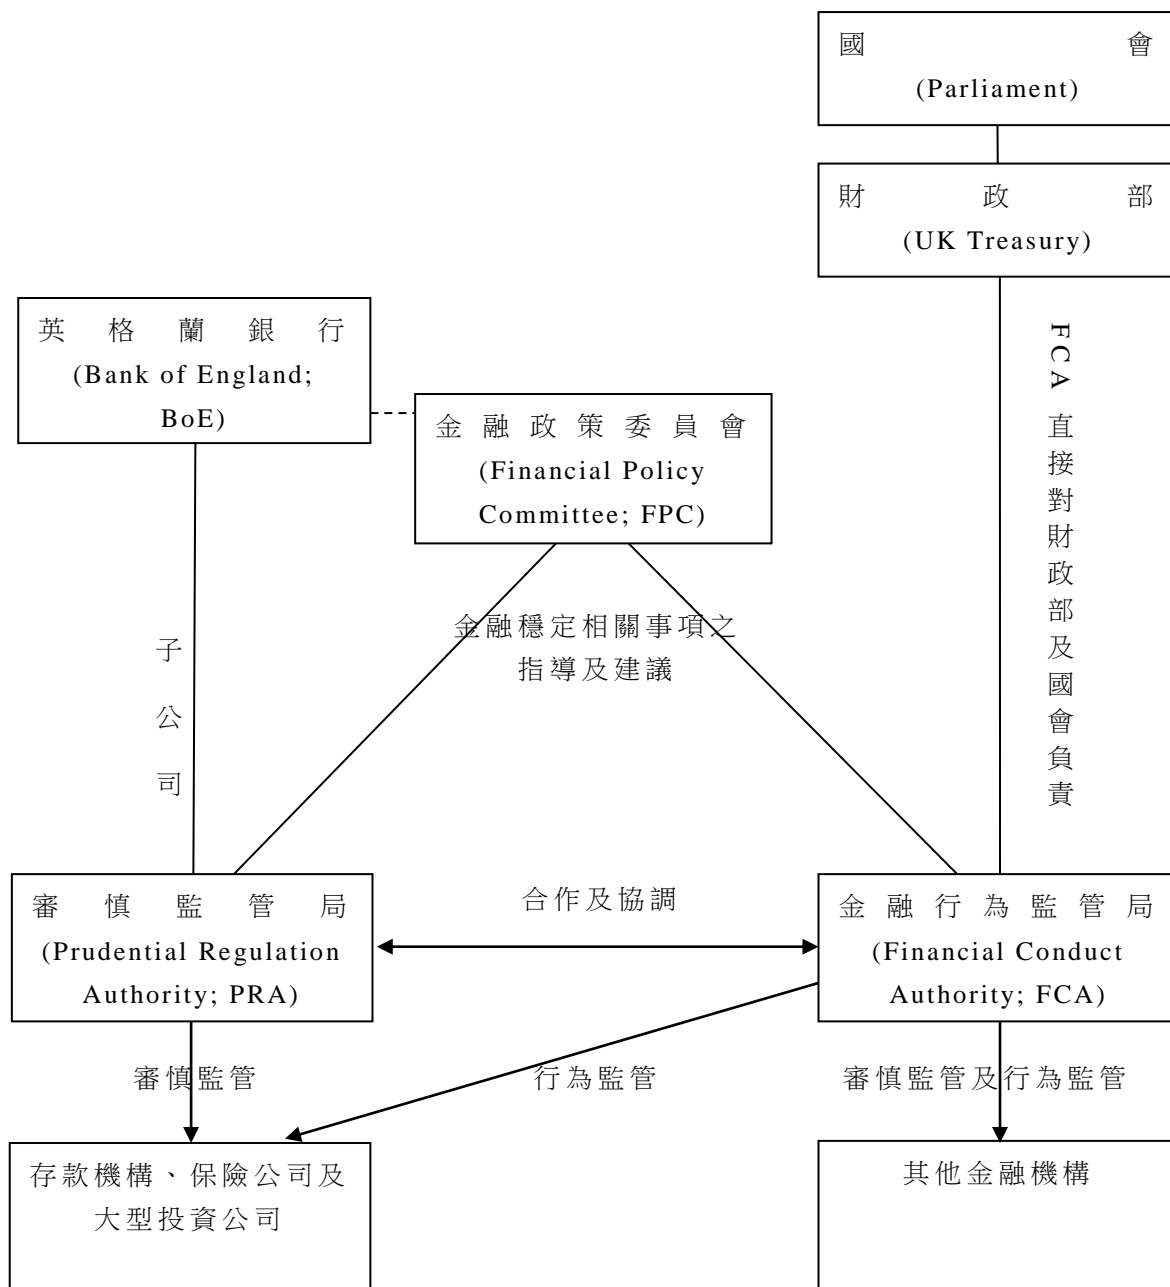 國會
(Parliament)
財政部
(UK Treasury)
英格蘭銀行
(Bank of England;
BoE)
金融政策委員會
(Financial Policy
Committee; FPC)
FCA直接對財政部及國會負責
金融穩定相關事項之
指導及建議
子公司
審慎監管局
(Prudential Regulation
Authority; PRA)
合作及協調
金融行為監管局
(Financial Conduct
Authority; FCA)
審慎監管
行為監管
審慎監管及行為監管
存款機構、保險公司及
大型投資公司
其他金融機構